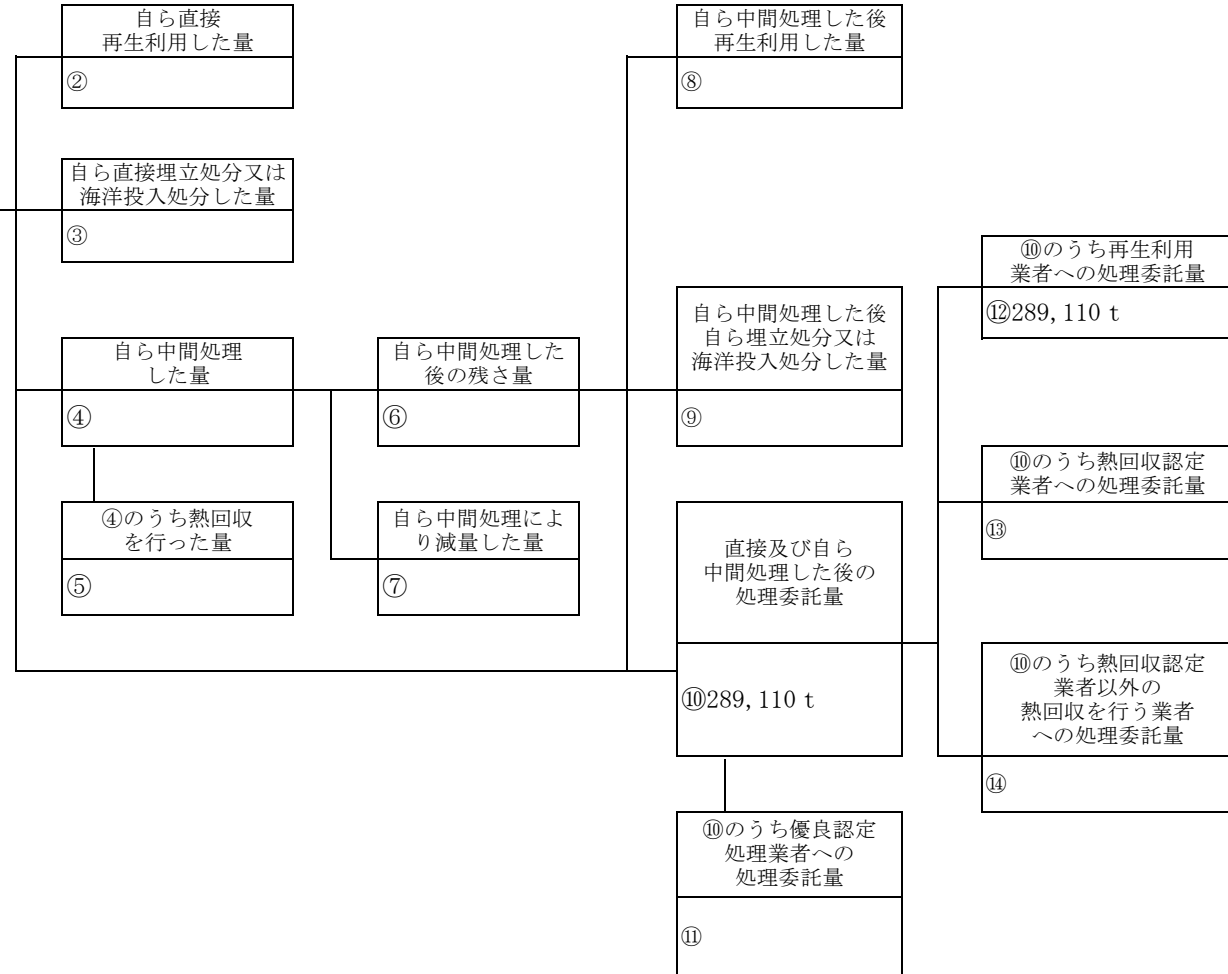 自ら直接
再生利用した量
②
自ら直接埋立処分又は
海洋投入処分した量
③
自ら中間処理
した量
④
④のうち熱回収
を行った量
⑤
自ら中間処理した
後の残さ量
⑥
自ら中間処理によ
り減量した量
⑦
自ら中間処理した後
再生利用した量
⑧
自ら中間処理した後
自ら埋立処分又は
海洋投入処分した量
⑨
直接及び自ら
中間処理した後の
処理委託量
⑩289,110 t
⑩のうち優良認定
処理業者への
処理委託量
⑪
⑩のうち再生利用
業者への処理委託量
⑫289,110 t
⑩のうち熱回収認定
業者への処理委託量
⑬
⑩のうち熱回収認定
業者以外の
熱回収を行う業者
への処理委託量
⑭